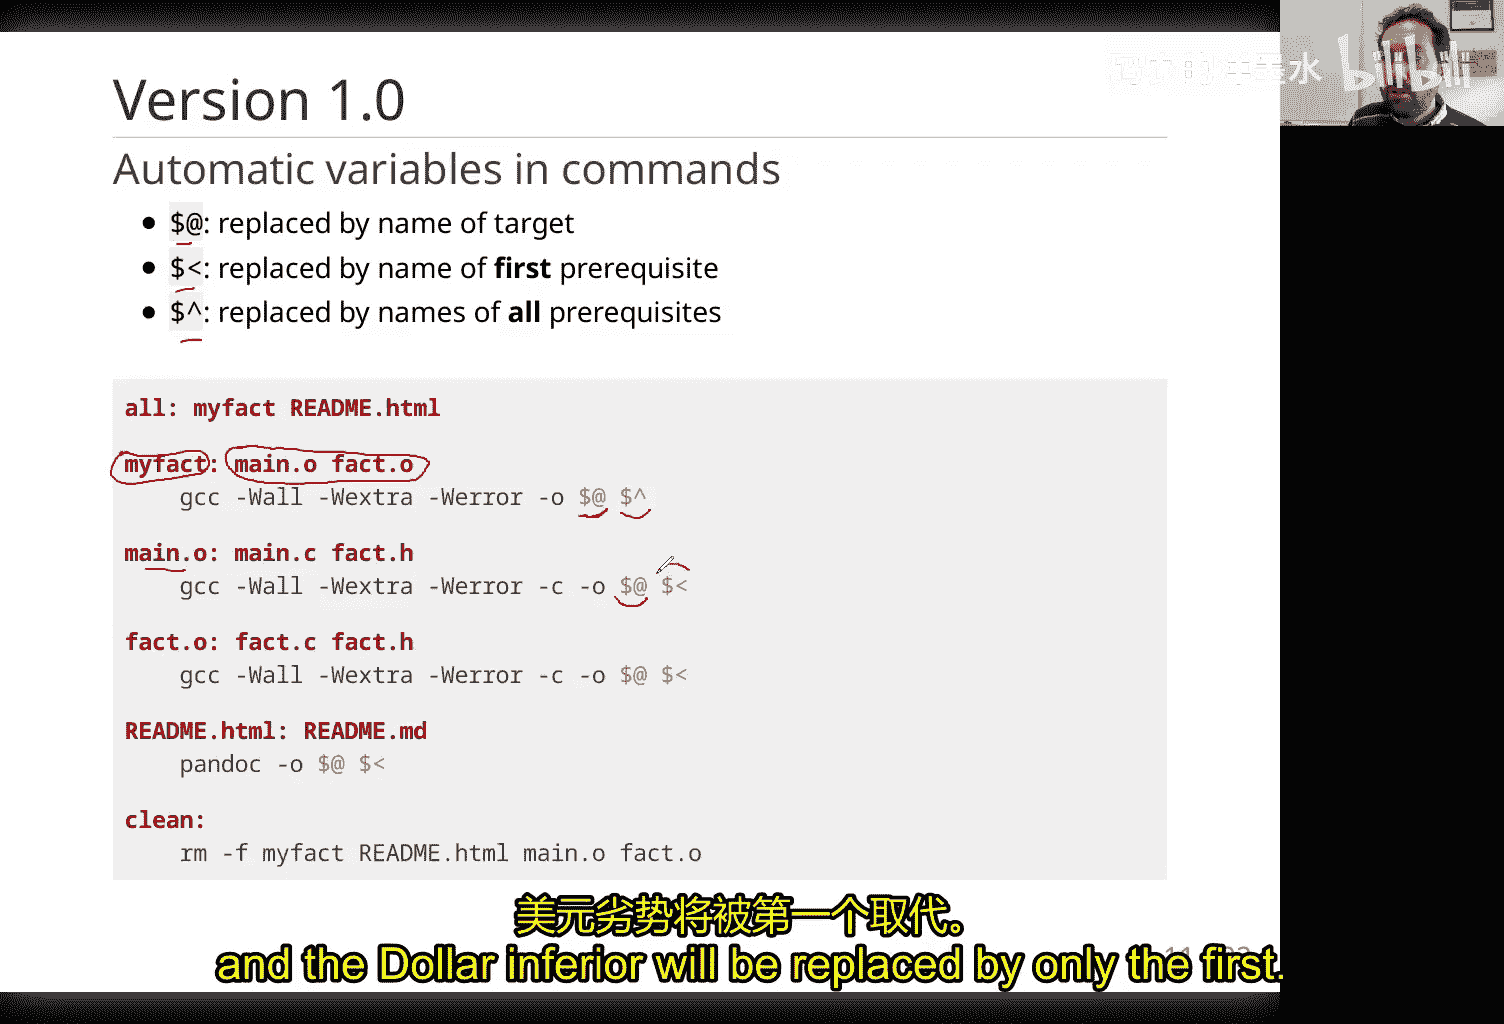 Version 1.0
Automatic variables in commands
● $@: replaced by name of target
● $<: replaced by name of first prerequisite
● $^: replaced by names of all prerequisites
all: myfact README.html
myfact: main.o fact.o
gcc -Wall -Wextra -Werror -o $@ $^
main.o: main.c fact.h
gcc -Wall -Wextra -Werror -c -o $@ $<
fact.o: fact.c fact.h
gcc -Wall -Wextra -Werror -c -o $@ $<
README.html: README.md
pandoc -o $@ $<
clean:
rm -f myfact README.html main.o fact.o
美元劣势将被第一个取代。
and the Dollar inferior will be replaced by only the first.
水 bilibili